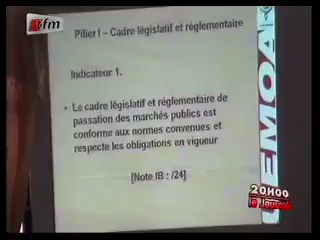 tfm
Pilier I – Cadre législatif et réglementaire
Indicateur 1.
• Le cadre législatif et réglementaire de
passation des marchés publics est
conforme aux normes convenues et
respecte les obligations en vigueur
[Note IB : /24]
UEMOA
20H00
le Journal